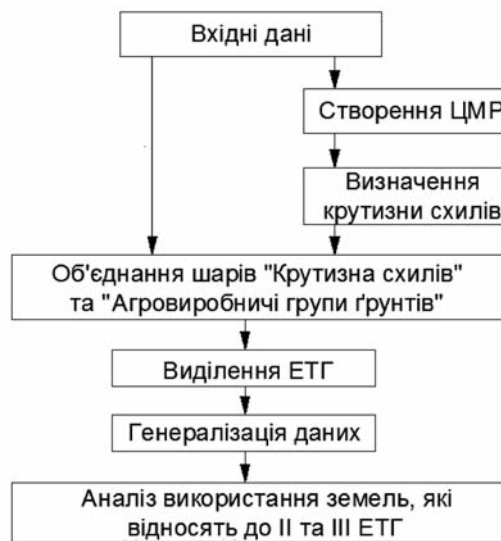 Вхідні дані
Створення ЦМР
Визначення
крутизни схилів
Об'єднання шарів "Крутизна схилів"
та "Агровиробничі групи ґрунтів"
Виділення ЕТГ
Генералізація даних
Аналіз використання земель, які
відносять до II та III ЕТГ